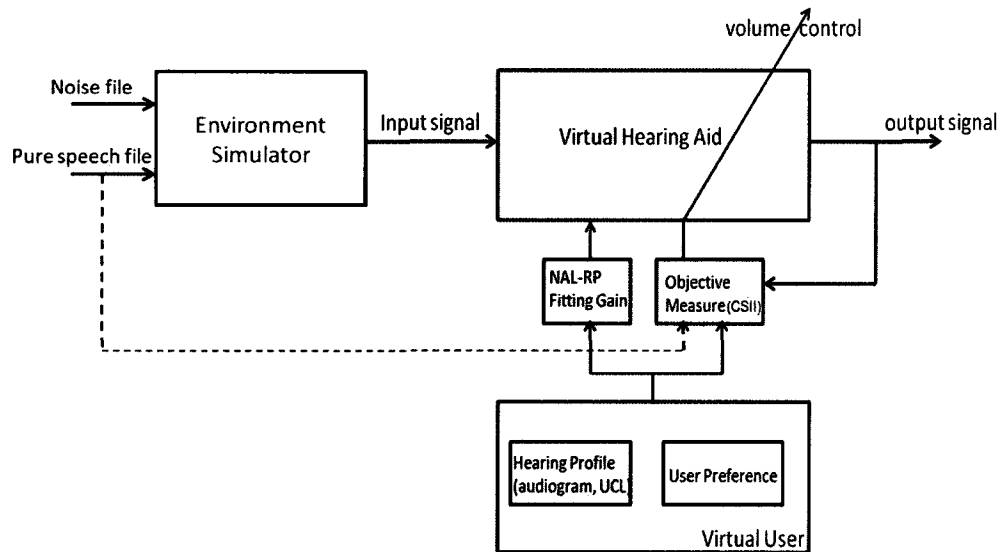 volume control
Noise file
Environment
Simulator
Input signal
Virtual Hearing Aid
output signal
Pure speech file
NAL-RP
Fitting Gain
Objective
Measure(CSII)
Hearing Profile
(audiogram, UCL)
User Preference
Virtual User